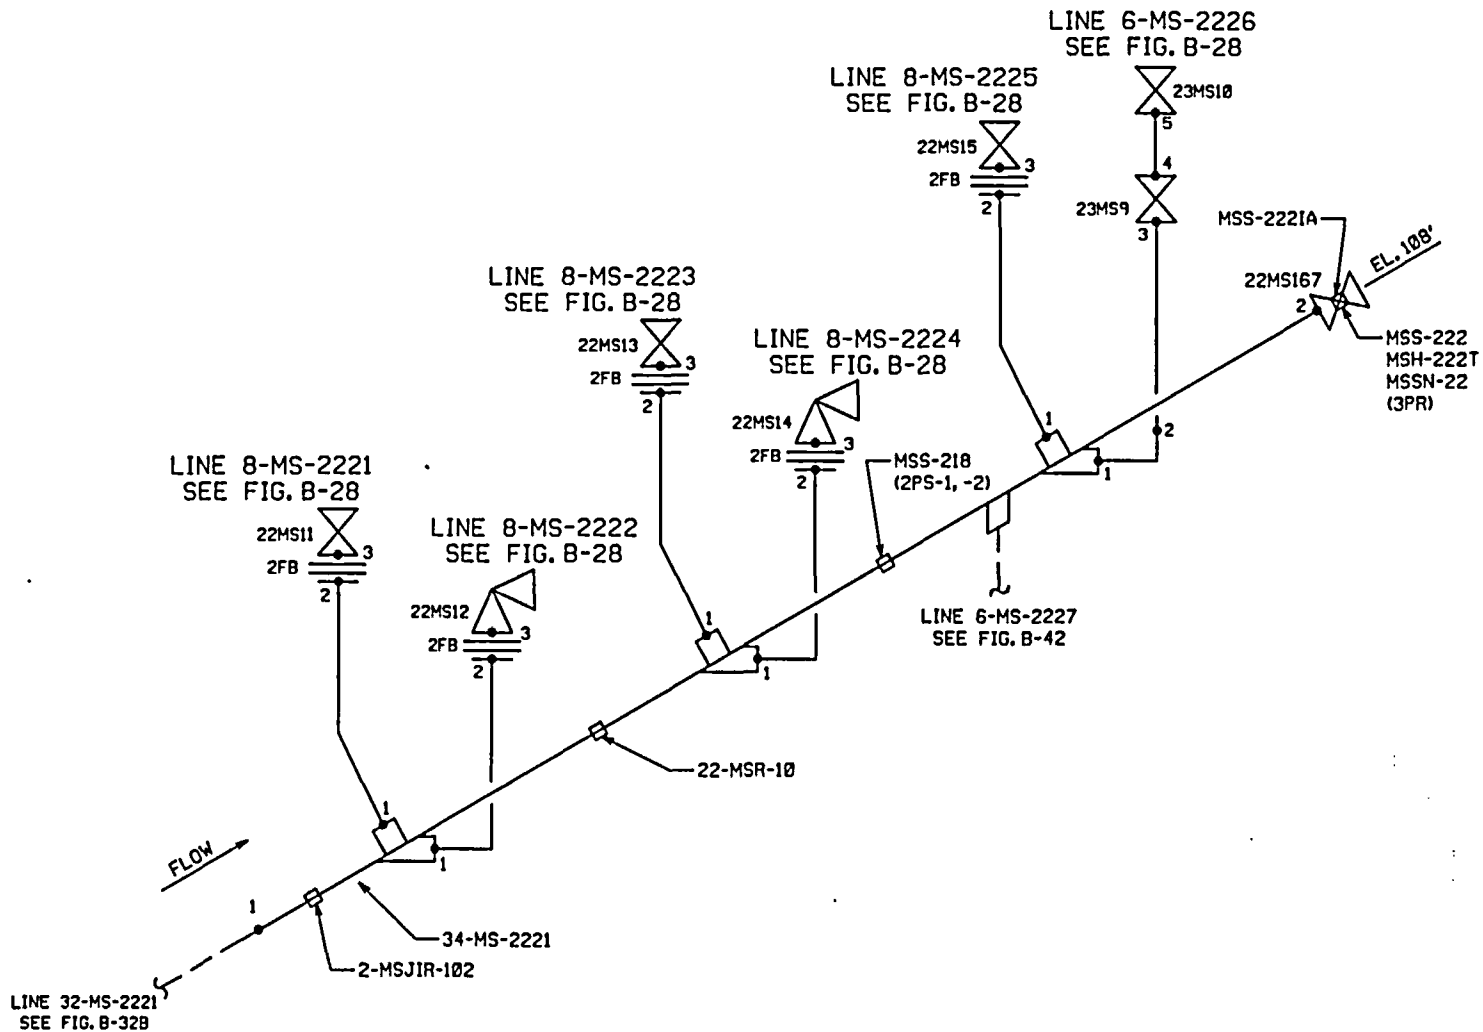 LINE 6-MS-2226
SEE FIG. B-28
23MS10
5
4
23MS9
3
2
1
LINE 8-MS-2225
SEE FIG. B-28
22MS15
3
2FB
2
1
MSS-222IA
EL. 108'
22MS167
2
MSS-222
MSH-222T
MSSN-22
(3PR)
LINE 8-MS-2223
SEE FIG. B-28
22MS13
3
2FB
2
1
LINE 8-MS-2224
SEE FIG. B-28
22MS14
3
2FB
2
1
MSS-218
(2PS-1, -2)
LINE 6-MS-2227
SEE FIG. B-42
LINE 8-MS-2221
SEE FIG. B-28
22MS11
3
2FB
2
1
LINE 8-MS-2222
SEE FIG. B-28
22MS12
3
2FB
2
1
22-MSR-10
FLOW
1
34-MS-2221
2-MSJIR-102
LINE 32-MS-2221
SEE FIG. B-32B